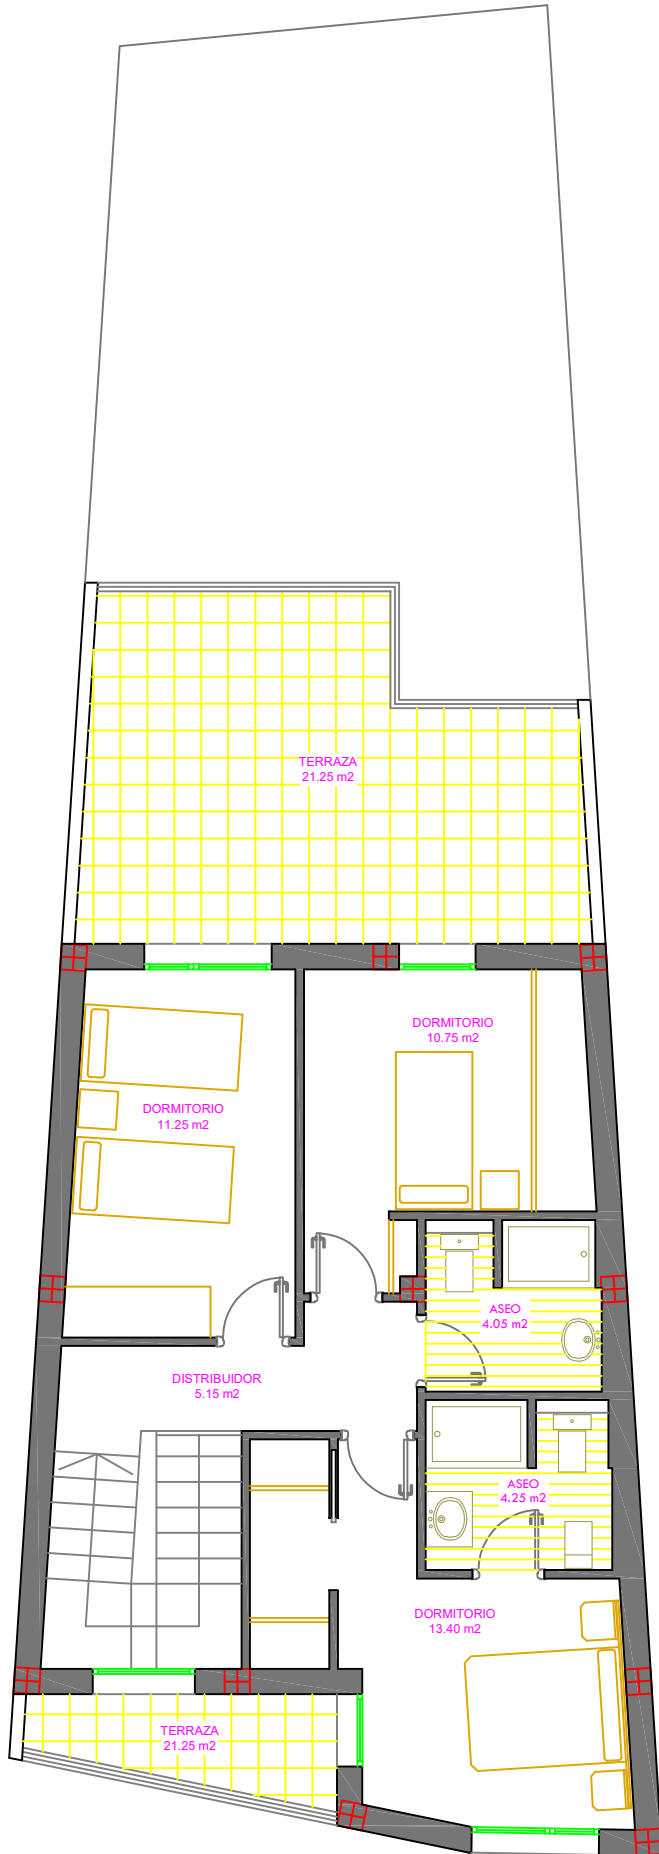 TERRAZA
21.25 m2
DORMITORIO
10.75 m2
DORMITORIO
11.25 m2
ASEO
4.05 m2
DISTRIBUIDOR
5.15 m2
ASEO
4.25 m2
DORMITORIO
13.40 m2
TERRAZA
21.25 m2